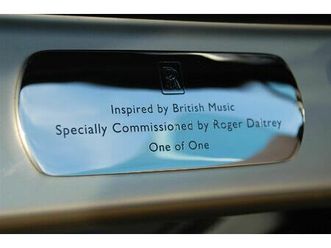 Inspired by British Music
Specially Commissioned by Roger Daltrey
One of One